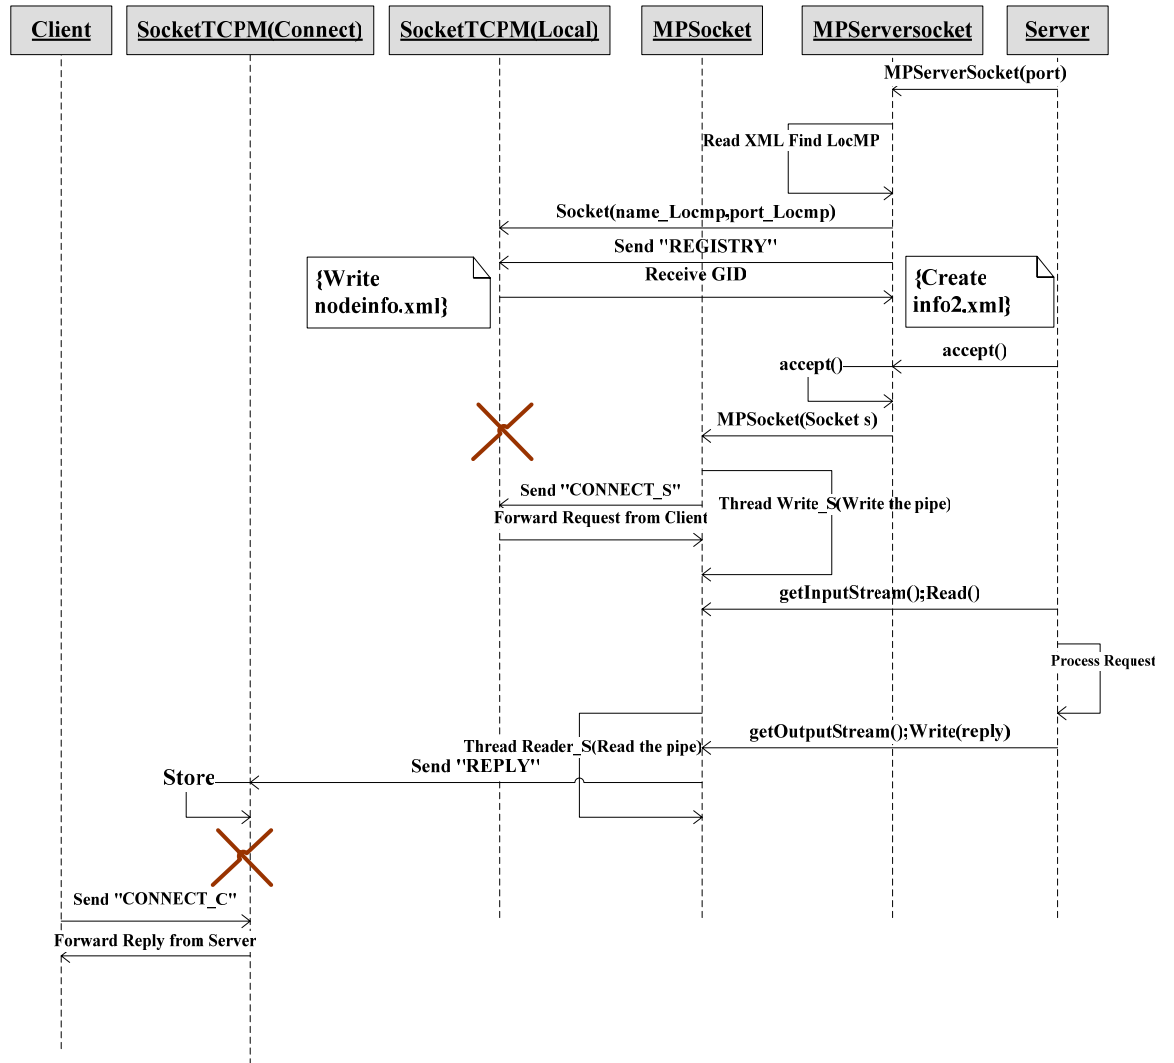 Client
SocketTCPM(Connect)
SocketTCPM(Local)
MPSocket
MPServersocket
Server
MPServerSocket(port)
Read XML Find LocMP
Socket(name_Locmp,port_Locmp)
Send "REGISTRY"
{Write
nodeinfo.xml}
Receive GID
{Create
info2.xml}
accept()
accept()
MPSocket(Socket s)
Send "CONNECT_S"
Thread Write_S(Write the pipe)
Forward Request from Client
getInputStream();Read()
Process Request
getOutputStream();Write(reply)
Thread Reader_S(Read the pipe)
Send "REPLY"
Store
Send "CONNECT_C"
Forward Reply from Server